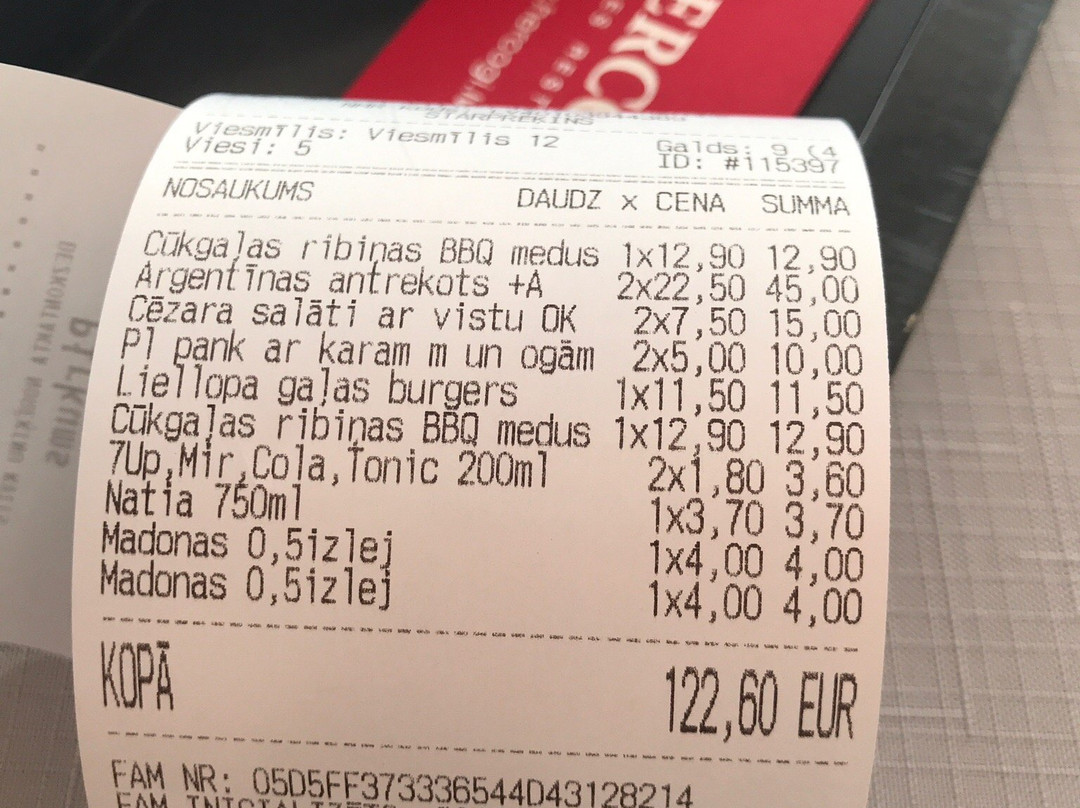 ERC
STARPRĒĶINS
Viesmīlis: Viesmīlis 12
Galds: 9 (4
Viesi: 5
ID: #115397
NOSAUKUMS DAUDZ x CENA SUMMA
Cūkgaļas ribiņas BBQ medus 1x12,90 12,90
Argentīnas antrekots +A 2x22,50 45,00
Cēzara salāti ar vistu OK 2x7,50 15,00
Pl pank ar karam m un ogām 2x5,00 10,00
Liellopa gaļas burgers 1x11,50 11,50
Cūkgaļas ribiņas BBQ medus 1x12,90 12,90
7Up,Mir,Cola,Tonic 200ml 2x1,80 3,60
Natia 750ml 1x3,70 3,70
Madonas 0,5izlej 1x4,00 4,00
Madonas 0,5izlej 1x4,00 4,00
KOPĀ 122,60 EUR
FAM NR: 05D5FF373336544D43128214